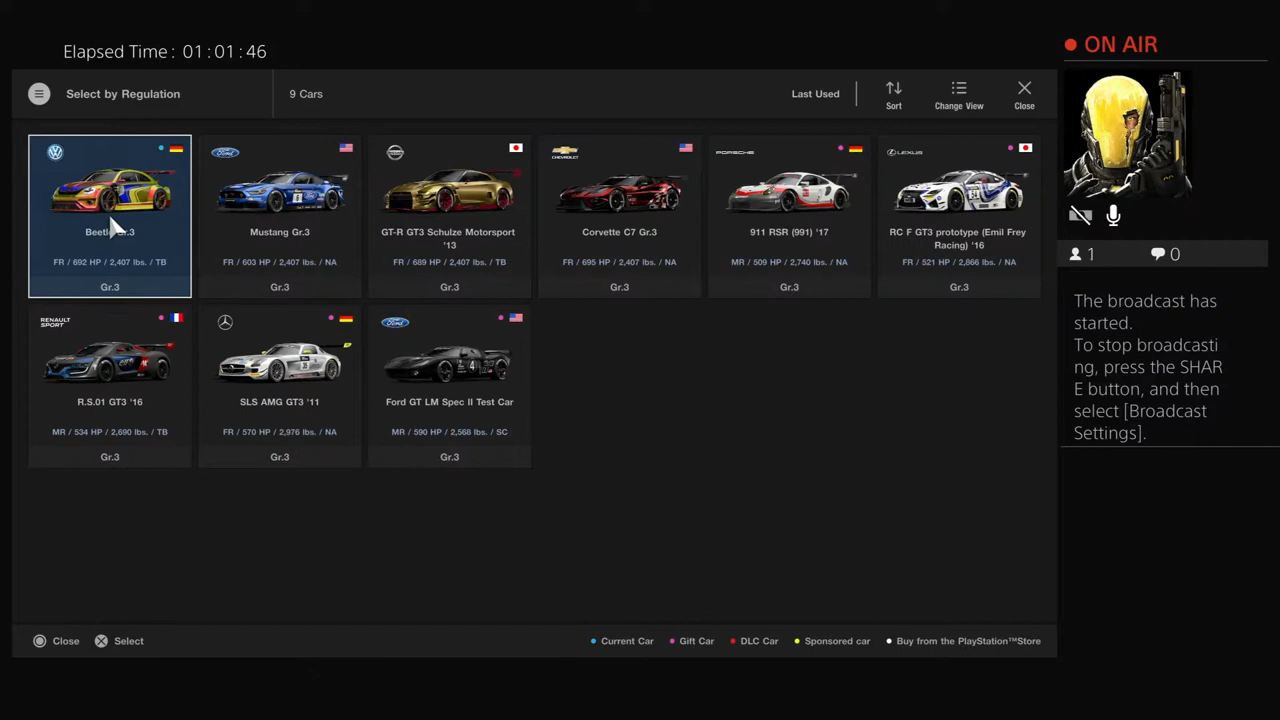 Elapsed Time : 01:01:46
ON AIR
Select by Regulation
9 Cars
Last Used
Sort
Change View
Close
Ford
CHEVROLET
PORSCHE
LEXUS
Mustang Gr.3
GT-R GT3 Schulze Motorsport
'13
Corvette C7 Gr.3
911 RSR (991) '17
RC F GT3 prototype (Emil Frey
Racing) '16
FR / 692 HP / 2,407 lbs. / TB
FR / 603 HP / 2,407 lbs. / NA
FR / 689 HP / 2,407 lbs. / TB
FR / 695 HP / 2,407 lbs. / NA
MR / 509 HP / 2,740 lbs. / NA
FR / 521 HP / 2,866 lbs. / NA
Gr.3
Gr.3
Gr.3
Gr.3
Gr.3
Gr.3
RENAULT
SPORT
Ford
R.S.01 GT3 '16
SLS AMG GT3 '11
Ford GT LM Spec II Test Car
MR / 534 HP / 2,690 lbs. / TB
FR / 570 HP / 2,976 lbs. / NA
MR / 590 HP / 2,568 lbs. / SC
Gr.3
Gr.3
Gr.3
Close
Select
Current Car
Gift Car
DLC Car
Sponsored car
Buy from the PlayStation™Store
1
0
The broadcast has
started.
To stop broadcasti
ng, press the SHAR
E button, and then
select [Broadcast
Settings].